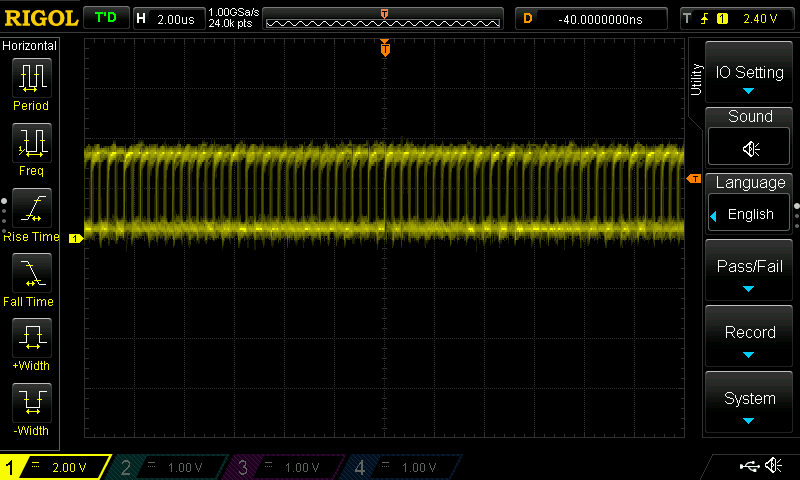 RIGOL T'D H 2.00us 1.00GSa/s 24.0k pts T D -40.0000000ns T 1 2.40 V
Horizontal
Period
Freq
Rise Time
Fall Time
+Width
-Width
T
T
1
Utility
IO Setting
Sound
Language
English
Pass/Fail
Record
System
1 2.00 V 2 1.00 V 3 1.00 V 4 1.00 V